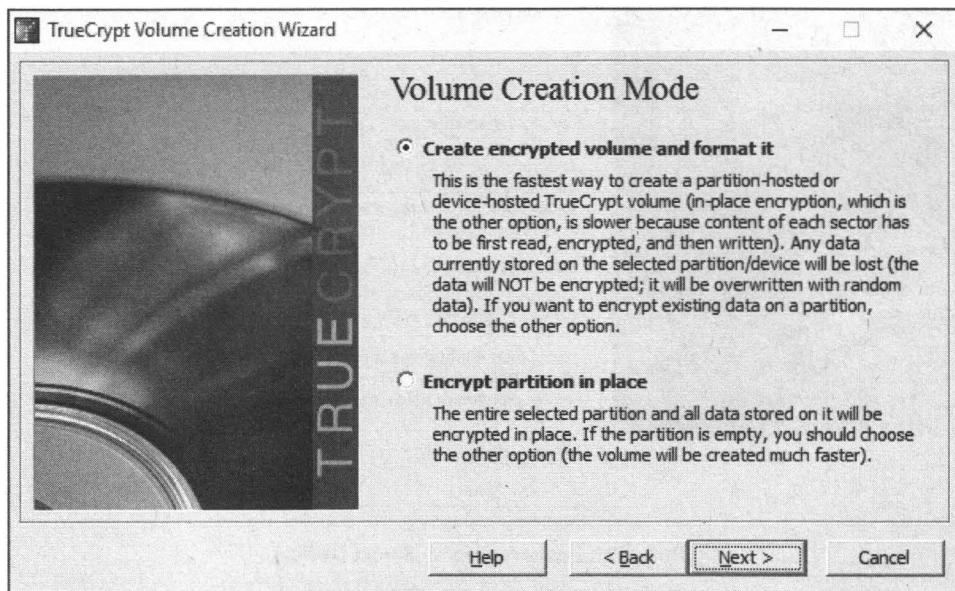 TrueCrypt Volume Creation Wizard
TRUECRYPT
Volume Creation Mode
Create encrypted volume and format it
This is the fastest way to create a partition-hosted or
device-hosted TrueCrypt volume (in-place encryption, which is
the other option, is slower because content of each sector has
to be first read, encrypted, and then written). Any data
currently stored on the selected partition/device will be lost (the
data will NOT be encrypted; it will be overwritten with random
data). If you want to encrypt existing data on a partition,
choose the other option.
Encrypt partition in place
The entire selected partition and all data stored on it will be
encrypted in place. If the partition is empty, you should choose
the other option (the volume will be created much faster).
Help
< Back
Next >
Cancel